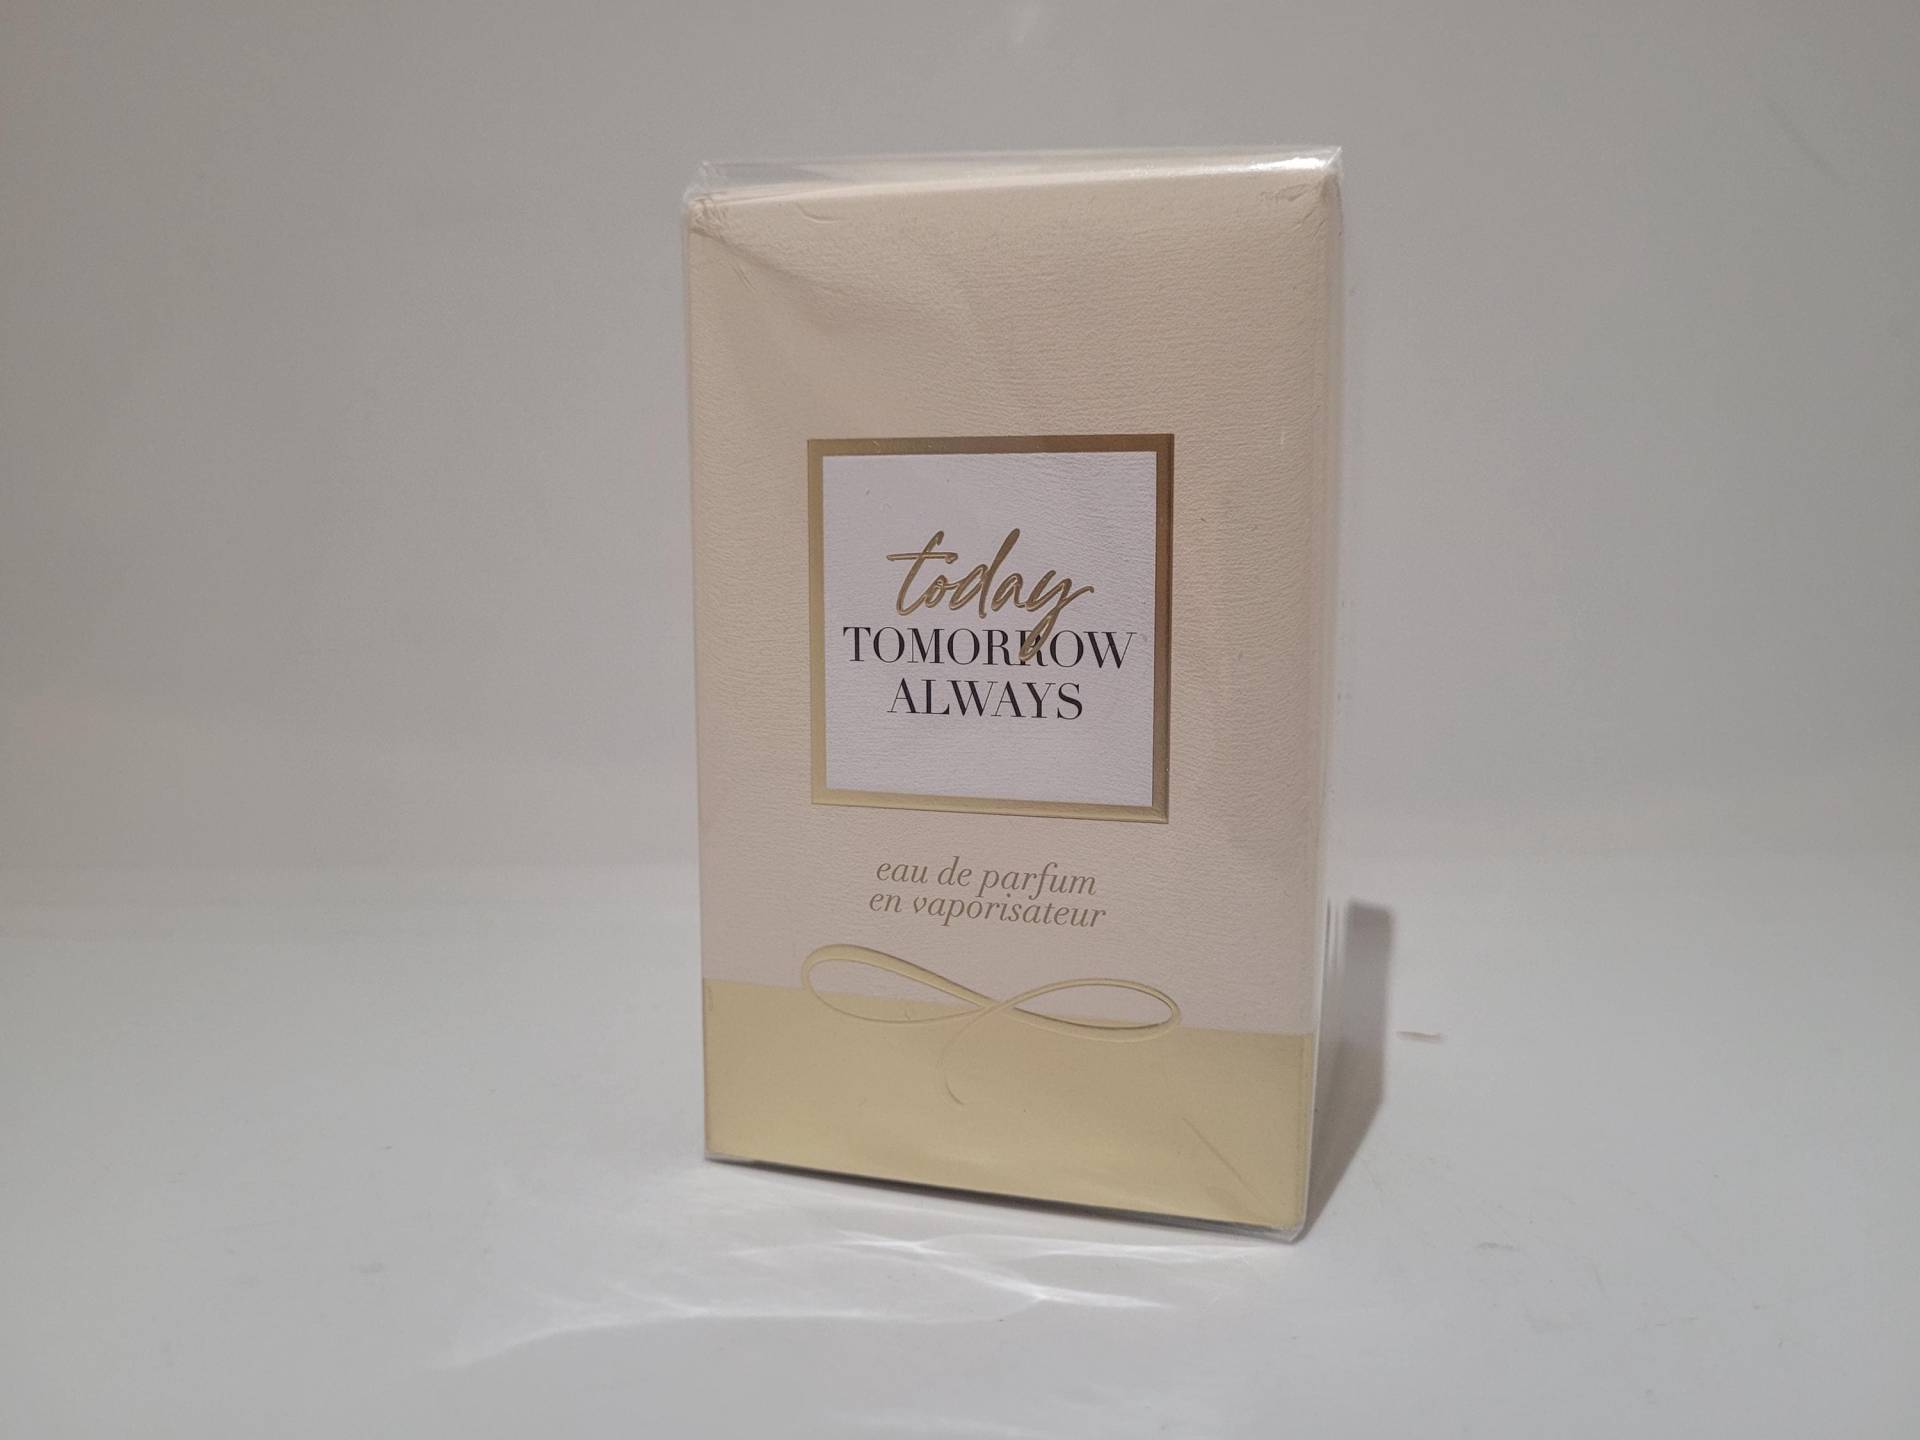 today
TOMORROW
ALWAYS
eau de parfum
en vaporisateur